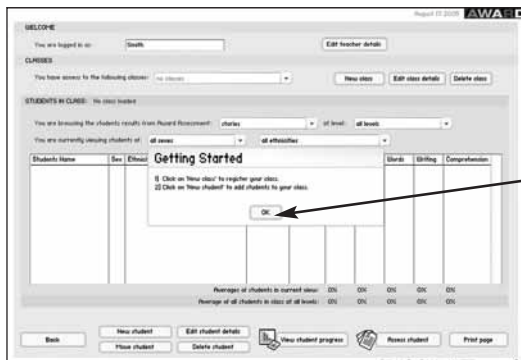 August 17 2005 AWARD
WELCOME
You are logged in as: Smith Edit teacher details
CLASSES
You have access to the following classes: no classes New class Edit class details Delete class
STUDENTS IN CLASS: No class loaded
You are browsing the students results from Award Assessment: stories at level: all levels
You are currently viewing students of all sexes all ethnicities
Students Name Sex Ethnici Words Writing Comprehension
Getting Started
1) Click on 'New class' to register your class.
2) Click on 'New student' to add students to your class.
OK
Averages of students in current view: 0% 0% 0% 0%
Average of all students in class at all levels: 0% 0% 0% 0%
Back New student Edit student details View student progress Assess student Print page
Move student Delete student